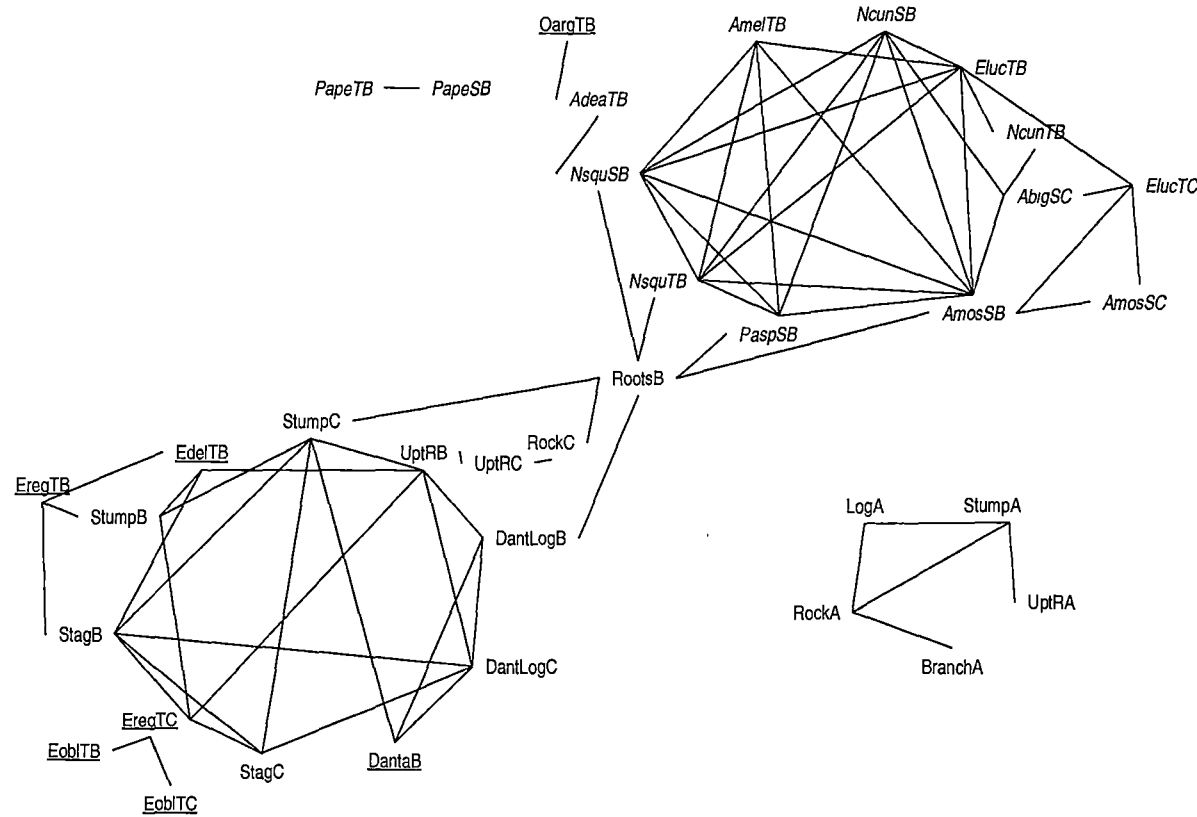 NcunSB
OargTB
AmelTB
ElucTB
PapeTB
PapeSB
AdeaTB
NcunTB
NsquSB
AbigSC
ElucTC
NsquTB
AmosSB
AmosSC
PaspSB
RootsB
StumpC
EdelTB
UptRB
UptRC
RockC
EregTB
StumpB
LogA
StumpA
DantLogB
StagB
RockA
UptRA
DantLogC
BranchA
EregTC
EoblTB
StagC
DantaB
EoblTC